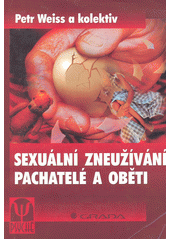 Petr Weiss a kolektiv
SEXUÁLNÍ ZNEUŽÍVÁNÍ
PACHATELÉ A OBĚTI
GRADA